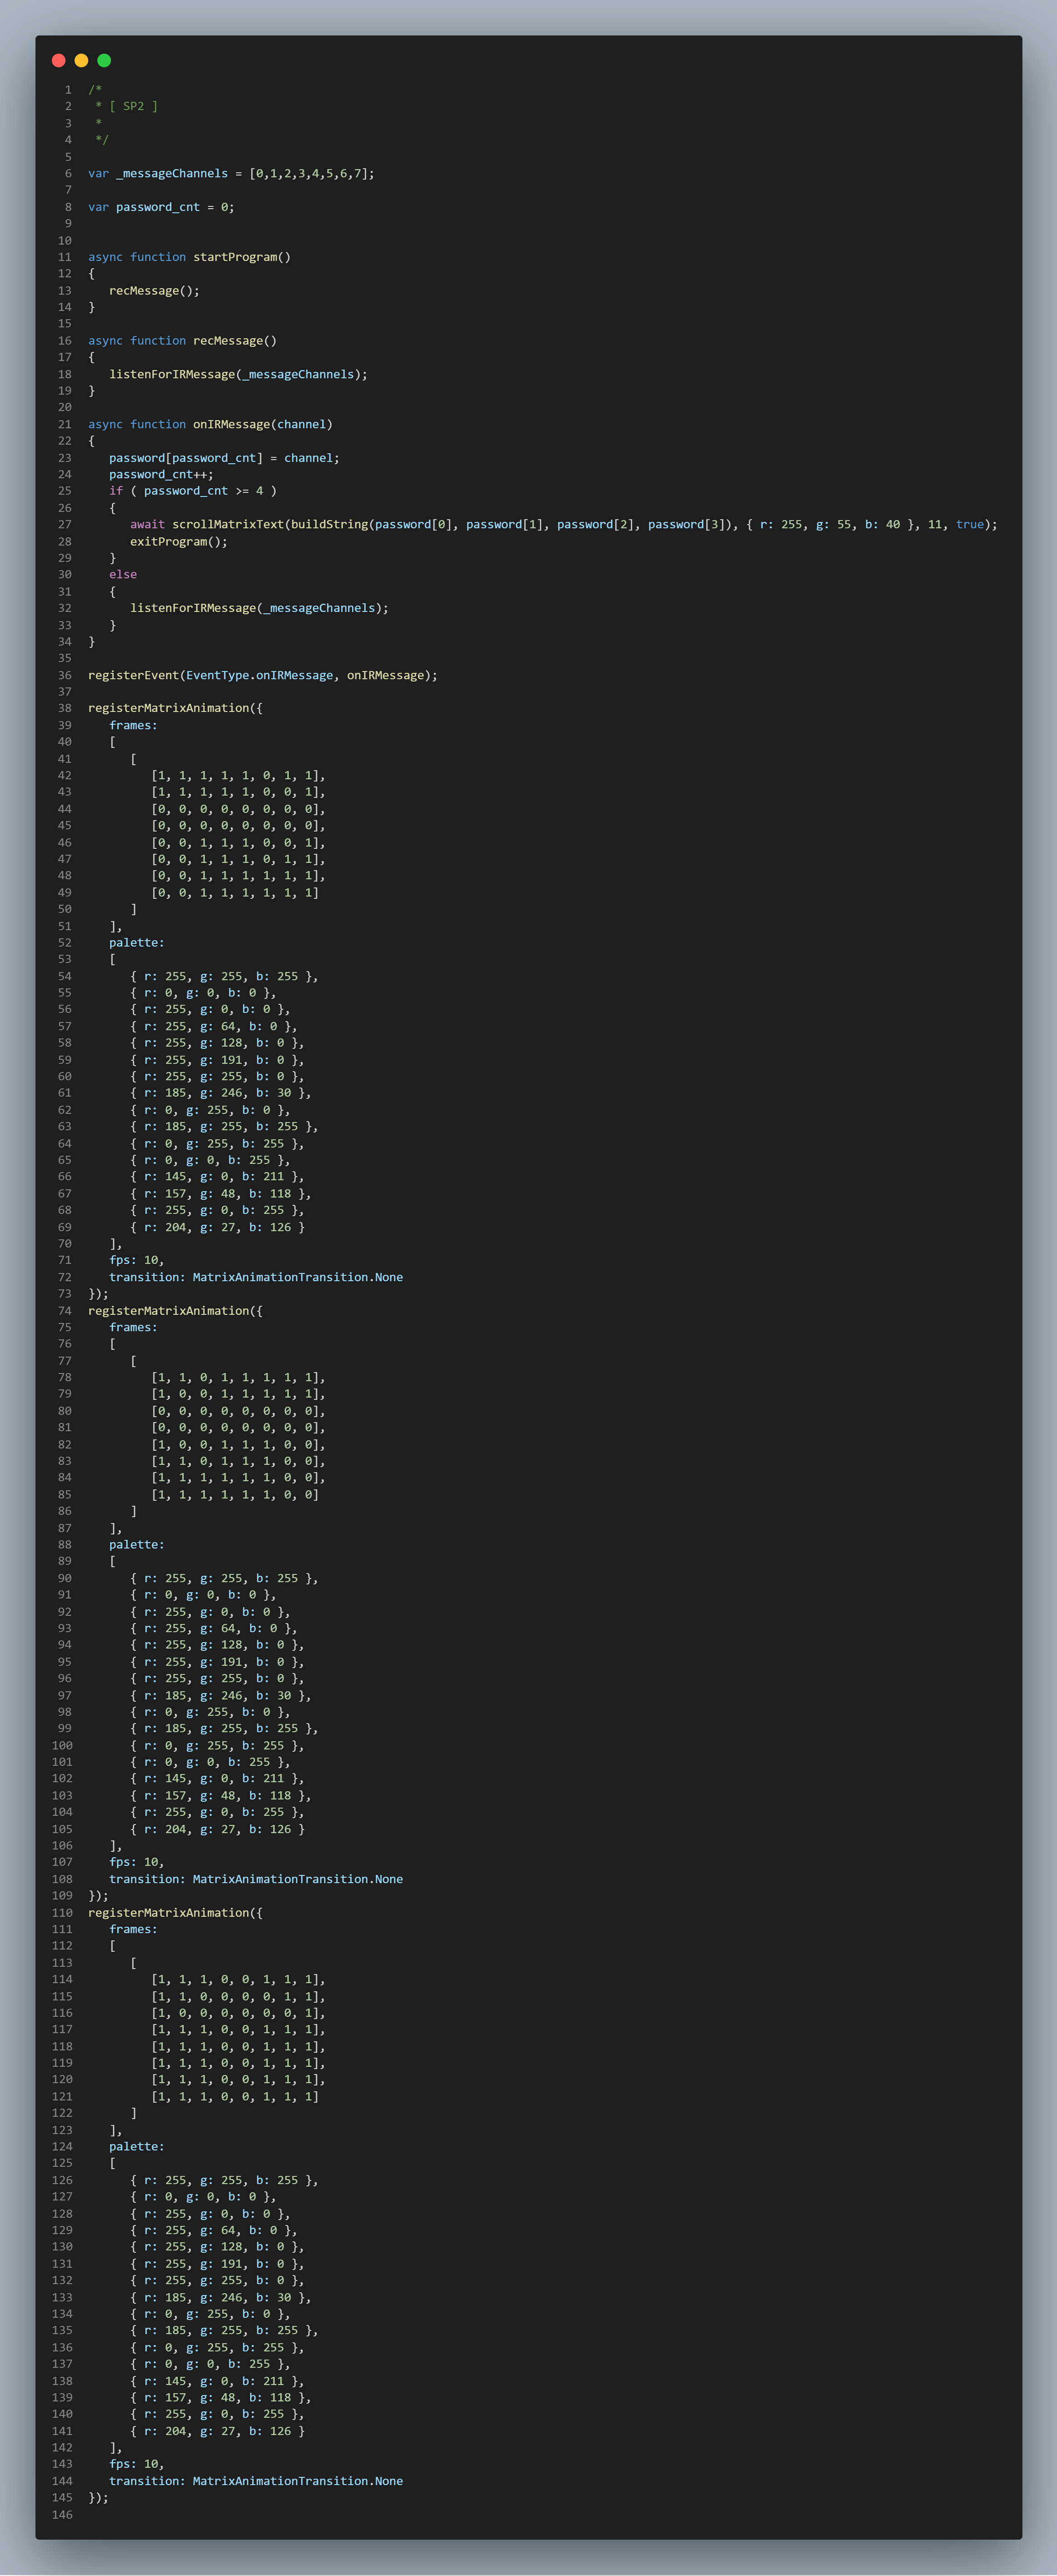 1 /*
2  * [ SP2 ]
3  *
4  */
5
6 var _messageChannels = [0,1,2,3,4,5,6,7];
7
8 var password_cnt = 0;
9
10
11 async function startProgram()
12 {
13    recMessage();
14 }
15
16 async function recMessage()
17 {
18    listenForIRMessage(_messageChannels);
19 }
20
21 async function onIRMessage(channel)
22 {
23    password[password_cnt] = channel;
24    password_cnt++;
25    if ( password_cnt >= 4 )
26    {
27       await scrollMatrixText(buildString(password[0], password[1], password[2], password[3]), { r: 255, g: 55, b: 40 }, 11, true);
28       exitProgram();
29    }
30    else
31    {
32       listenForIRMessage(_messageChannels);
33    }
34 }
35
36 registerEvent(EventType.onIRMessage, onIRMessage);
37
38 registerMatrixAnimation({
39    frames:
40    [
41       [
42          [1, 1, 1, 1, 1, 0, 1, 1],
43          [1, 1, 1, 1, 1, 0, 0, 1],
44          [0, 0, 0, 0, 0, 0, 0, 0],
45          [0, 0, 0, 0, 0, 0, 0, 0],
46          [0, 0, 1, 1, 1, 0, 0, 1],
47          [0, 0, 1, 1, 1, 0, 1, 1],
48          [0, 0, 1, 1, 1, 1, 1, 1],
49          [0, 0, 1, 1, 1, 1, 1, 1]
50       ]
51    ],
52    palette:
53    [
54       { r: 255, g: 255, b: 255 },
55       { r: 0, g: 0, b: 0 },
56       { r: 255, g: 0, b: 0 },
57       { r: 255, g: 64, b: 0 },
58       { r: 255, g: 128, b: 0 },
59       { r: 255, g: 191, b: 0 },
60       { r: 255, g: 255, b: 0 },
61       { r: 185, g: 246, b: 30 },
62       { r: 0, g: 255, b: 0 },
63       { r: 185, g: 255, b: 255 },
64       { r: 0, g: 255, b: 255 },
65       { r: 0, g: 0, b: 255 },
66       { r: 145, g: 0, b: 211 },
67       { r: 157, g: 48, b: 118 },
68       { r: 255, g: 0, b: 255 },
69       { r: 204, g: 27, b: 126 }
70    ],
71    fps: 10,
72    transition: MatrixAnimationTransition.None
73 });
74 registerMatrixAnimation({
75    frames:
76    [
77       [
78          [1, 1, 0, 1, 1, 1, 1, 1],
79          [1, 0, 0, 1, 1, 1, 1, 1],
80          [0, 0, 0, 0, 0, 0, 0, 0],
81          [0, 0, 0, 0, 0, 0, 0, 0],
82          [1, 0, 0, 1, 1, 1, 0, 0],
83          [1, 1, 0, 1, 1, 1, 0, 0],
84          [1, 1, 1, 1, 1, 1, 0, 0],
85          [1, 1, 1, 1, 1, 1, 0, 0]
86       ]
87    ],
88    palette:
89    [
90       { r: 255, g: 255, b: 255 },
91       { r: 0, g: 0, b: 0 },
92       { r: 255, g: 0, b: 0 },
93       { r: 255, g: 64, b: 0 },
94       { r: 255, g: 128, b: 0 },
95       { r: 255, g: 191, b: 0 },
96       { r: 255, g: 255, b: 0 },
97       { r: 185, g: 246, b: 30 },
98       { r: 0, g: 255, b: 0 },
99       { r: 185, g: 255, b: 255 },
100       { r: 0, g: 255, b: 255 },
101       { r: 0, g: 0, b: 255 },
102       { r: 145, g: 0, b: 211 },
103       { r: 157, g: 48, b: 118 },
104       { r: 255, g: 0, b: 255 },
105       { r: 204, g: 27, b: 126 }
106    ],
107    fps: 10,
108    transition: MatrixAnimationTransition.None
109 });
110 registerMatrixAnimation({
111    frames:
112    [
113       [
114          [1, 1, 1, 0, 0, 1, 1, 1],
115          [1, 1, 0, 0, 0, 0, 1, 1],
116          [1, 0, 0, 0, 0, 0, 0, 1],
117          [1, 1, 1, 0, 0, 1, 1, 1],
118          [1, 1, 1, 0, 0, 1, 1, 1],
119          [1, 1, 1, 0, 0, 1, 1, 1],
120          [1, 1, 1, 0, 0, 1, 1, 1],
121          [1, 1, 1, 0, 0, 1, 1, 1]
122       ]
123    ],
124    palette:
125    [
126       { r: 255, g: 255, b: 255 },
127       { r: 0, g: 0, b: 0 },
128       { r: 255, g: 0, b: 0 },
129       { r: 255, g: 64, b: 0 },
130       { r: 255, g: 128, b: 0 },
131       { r: 255, g: 191, b: 0 },
132       { r: 255, g: 255, b: 0 },
133       { r: 185, g: 246, b: 30 },
134       { r: 0, g: 255, b: 0 },
135       { r: 185, g: 255, b: 255 },
136       { r: 0, g: 255, b: 255 },
137       { r: 0, g: 0, b: 255 },
138       { r: 145, g: 0, b: 211 },
139       { r: 157, g: 48, b: 118 },
140       { r: 255, g: 0, b: 255 },
141       { r: 204, g: 27, b: 126 }
142    ],
143    fps: 10,
144    transition: MatrixAnimationTransition.None
145 });
146